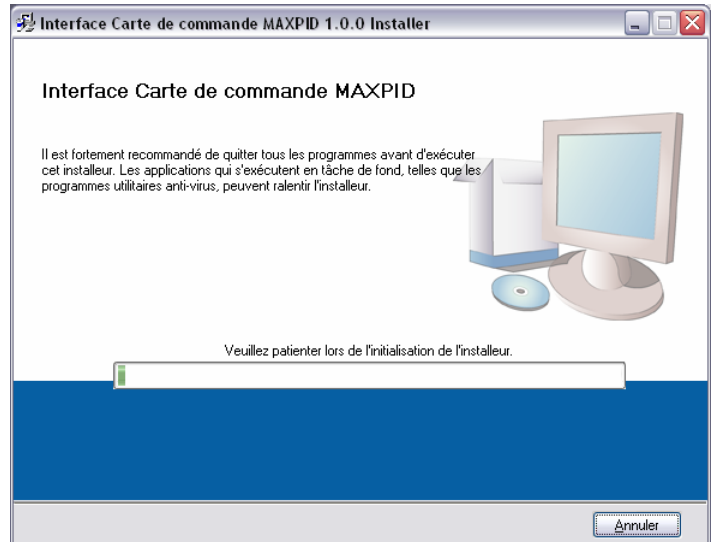 Interface Carte de commande MAXPID 1.0.0 Installer
Interface Carte de commande MAXPID
Il est fortement recommandé de quitter tous les programmes avant d'exécuter
cet installeur. Les applications qui s'exécutent en tâche de fond, telles que les
programmes utilitaires anti-virus, peuvent ralentir l'installeur.
Veuillez patienter lors de l'initialisation de l'installeur.
Annuler